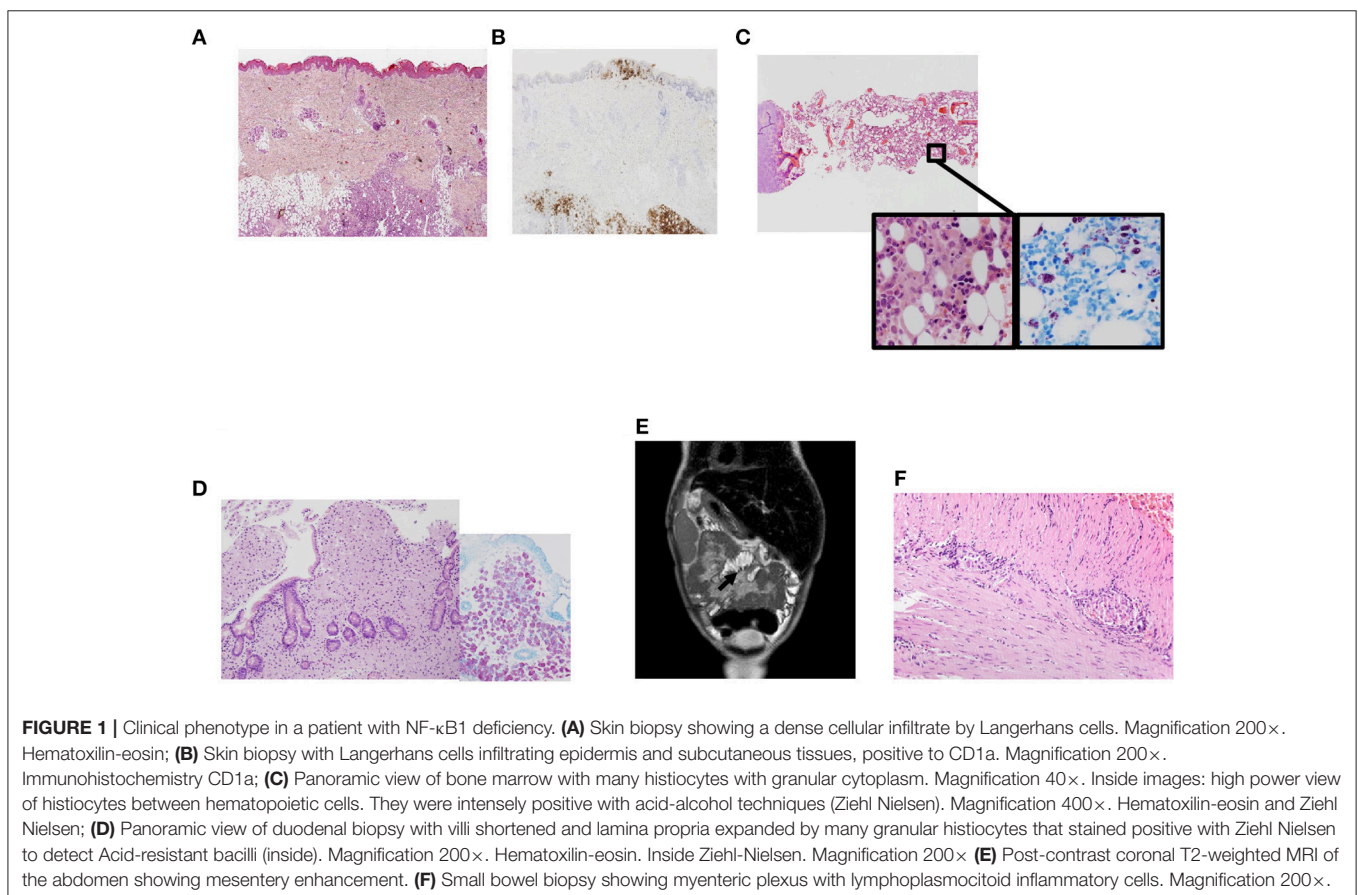 A
B
C
D
E
F
FIGURE 1 | Clinical phenotype in a patient with NF-κB1 deficiency. (A) Skin biopsy showing a dense cellular infiltrate by Langerhans cells. Magnification 200×.
Hematoxilin-eosin; (B) Skin biopsy with Langerhans cells infiltrating epidermis and subcutaneous tissues, positive to CD1a. Magnification 200×.
Immunohistochemistry CD1a; (C) Panoramic view of bone marrow with many histiocytes with granular cytoplasm. Magnification 40×. Inside images: high power view
of histiocytes between hematopoietic cells. They were intensely positive with acid-alcohol techniques (Ziehl Nielsen). Magnification 400×. Hematoxilin-eosin and Ziehl
Nielsen; (D) Panoramic view of duodenal biopsy with villi shortened and lamina propria expanded by many granular histiocytes that stained positive with Ziehl Nielsen
to detect Acid-resistant bacilli (inside). Magnification 200×. Hematoxilin-eosin. Inside Ziehl-Nielsen. Magnification 200× (E) Post-contrast coronal T2-weighted MRI of
the abdomen showing mesentery enhancement. (F) Small bowel biopsy showing myenteric plexus with lymphoplasmocitoid inflammatory cells. Magnification 200×.